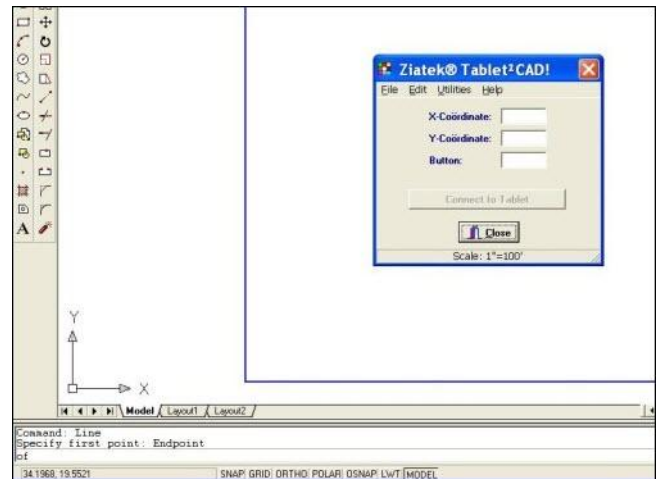 Ziatek® Tablet²CAD!
File Edit Utilities Help
X-Coördinate:
Y-Coördinate:
Button:
Connect to Tablet
Close
Scale: 1"=100'
A
Y
X
Model Layout1 Layout2
Command: Line
Specify first point: Endpoint
of
34.1968, 19.5521 SNAP GRID ORTHO POLAR OSNAP LWT MODEL